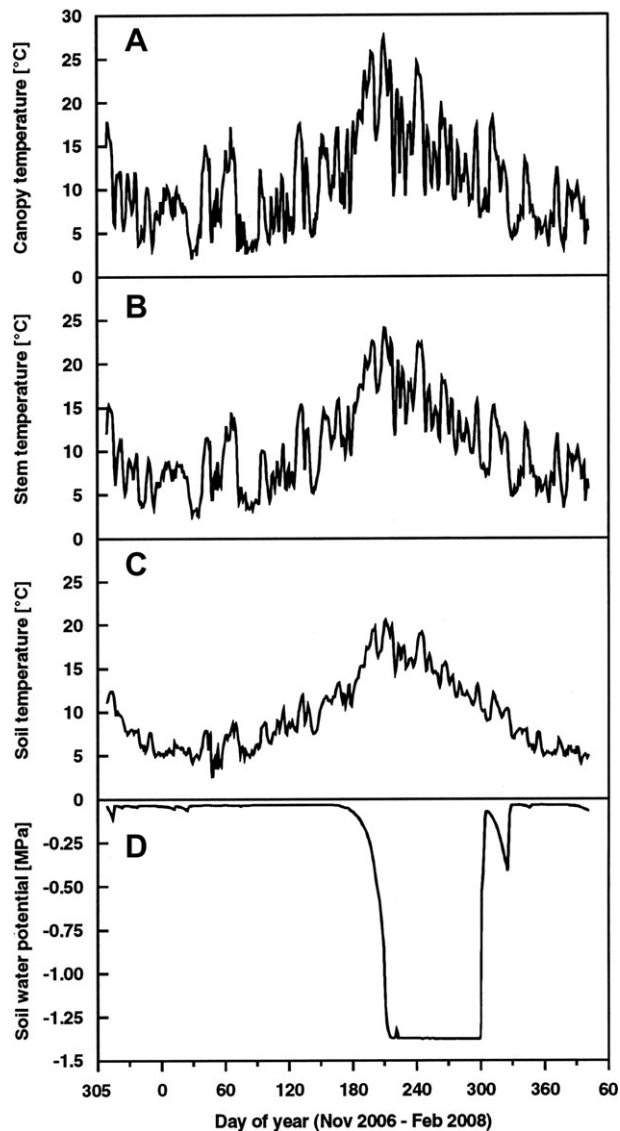 A
Canopy temperature [°C]
30
25
20
15
10
5
0
B
Stem temperature [°C]
25
20
15
10
5
0
C
Soil temperature [°C]
25
20
15
10
5
0
D
Soil water potential [MPa]
-0.25
-0.50
-0.75
-1.00
-1.25
-1.5
305 0 60 120 180 240 300 360 60
Day of year (Nov 2006 - Feb 2008)